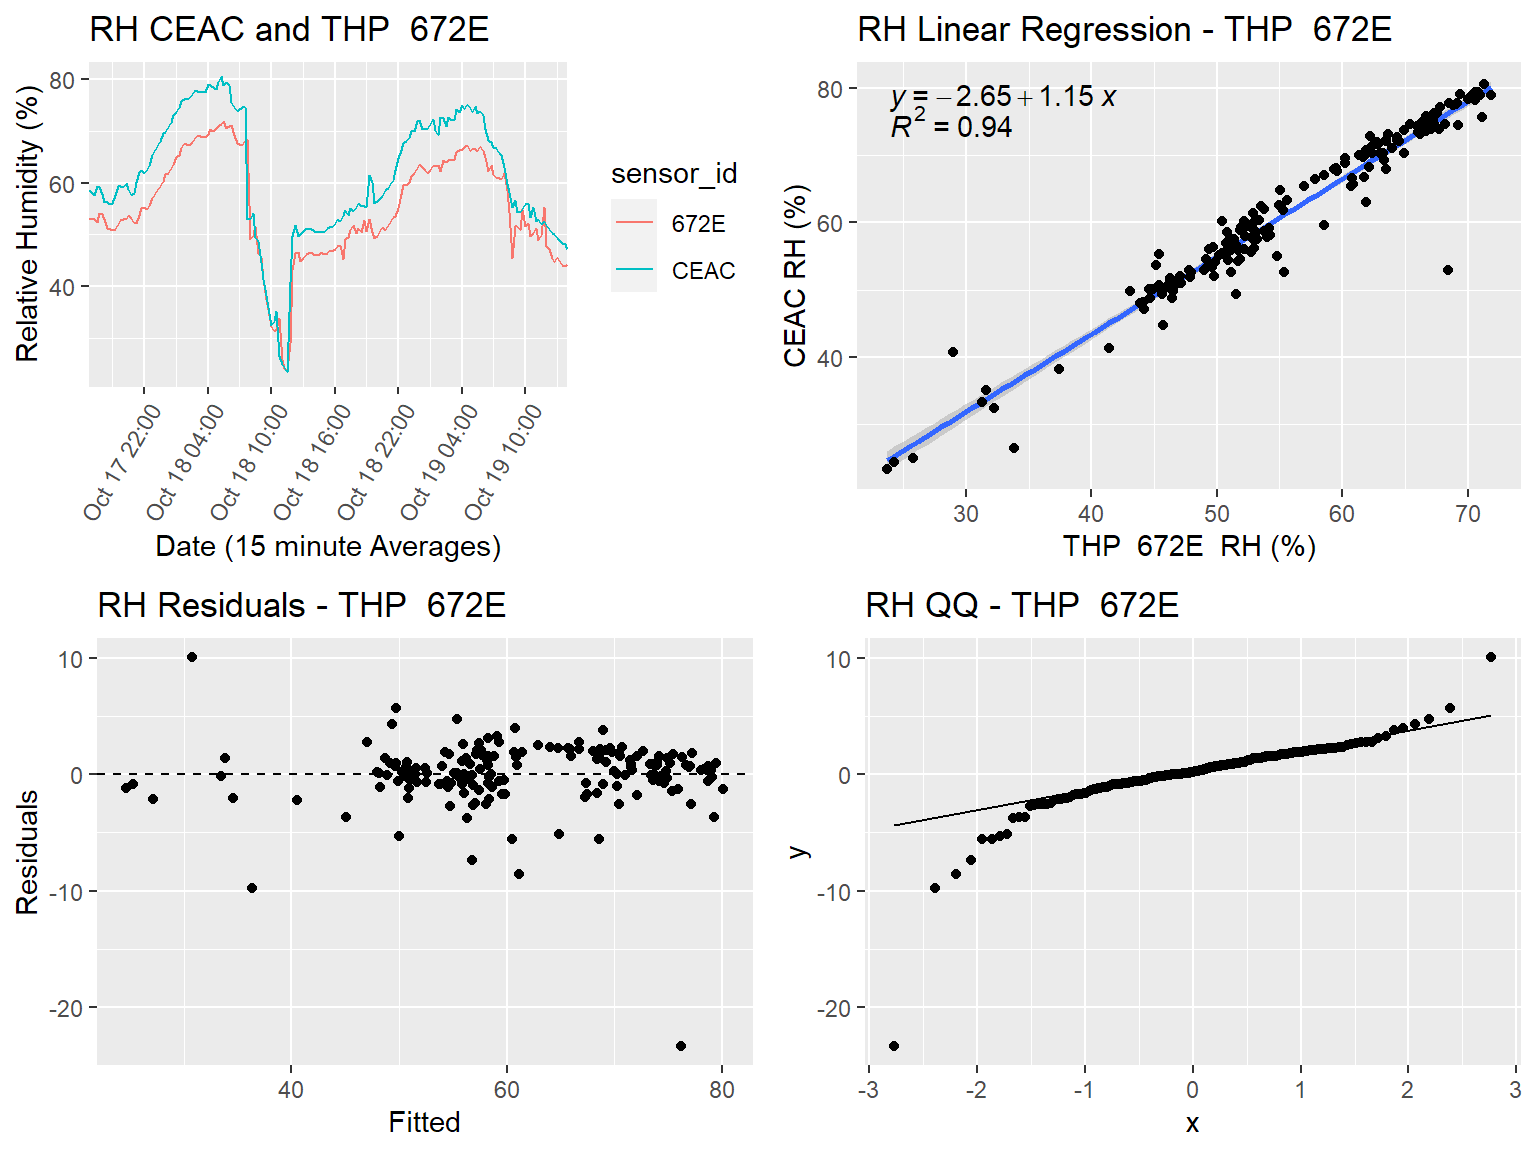 RH CEAC and THP  672E
Relative Humidity (%)
80
60
40
Oct 17 22:00
Oct 18 04:00
Oct 18 10:00
Oct 18 16:00
Oct 18 22:00
Oct 19 04:00
Oct 19 10:00
Date (15 minute Averages)
sensor_id
672E
CEAC
RH Linear Regression - THP  672E
y = −2.65 + 1.15 x
R² = 0.94
CEAC RH (%)
80
60
40
30 40 50 60 70
THP  672E  RH (%)
RH Residuals - THP  672E
Residuals
10
0
-10
-20
40 60 80
Fitted
RH QQ - THP  672E
y
10
0
-10
-20
-3 -2 -1 0 1 2 3
x